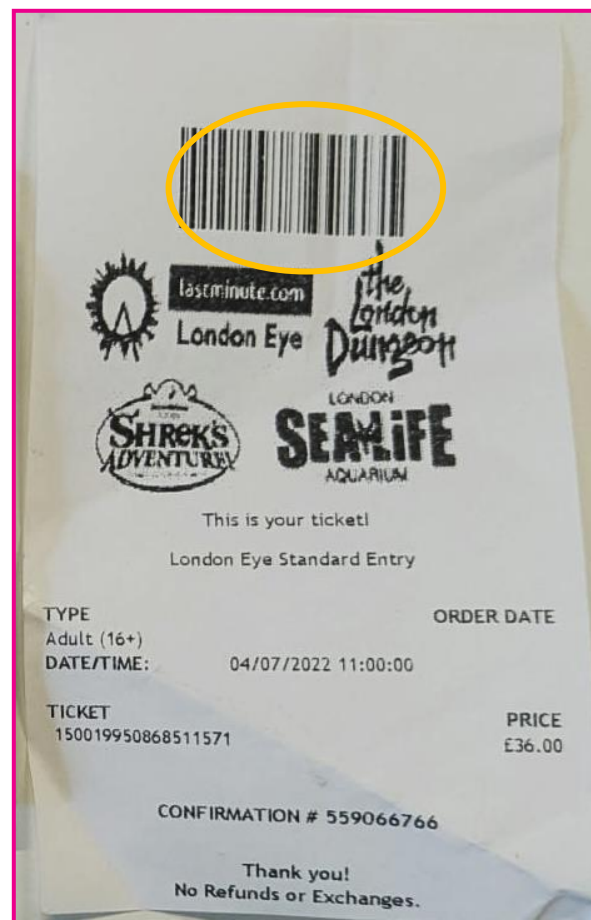 lastminute.com
London Eye
the
London
Dungeon
SHREK'S
ADVENTURE!
LONDON
SEA LIFE
AQUARIUM
This is your ticket!
London Eye Standard Entry
TYPE ORDER DATE
Adult (16+)
DATE/TIME: 04/07/2022 11:00:00
TICKET PRICE
150019950868511571 £36.00
CONFIRMATION # 559066766
Thank you!
No Refunds or Exchanges.